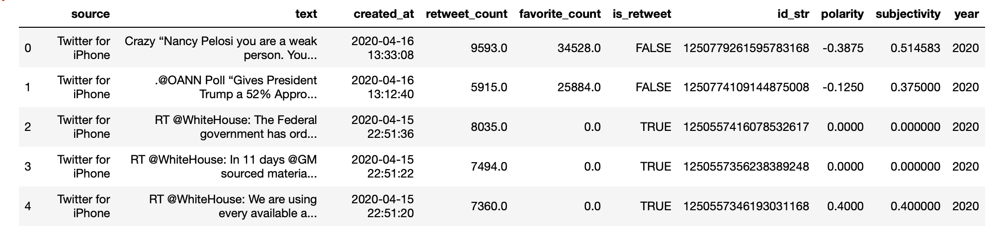 source text created_at retweet_count favorite_count is_retweet id_str polarity subjectivity year
0 Twitter for iPhone Crazy “Nancy Pelosi you are a weak person. You... 2020-04-16 13:33:08 9593.0 34528.0 FALSE 1250779261595783168 -0.3875 0.514583 2020
1 Twitter for iPhone .@OANN Poll “Gives President Trump a 52% Appro... 2020-04-16 13:12:40 5915.0 25884.0 FALSE 1250774109144875008 -0.1250 0.375000 2020
2 Twitter for iPhone RT @WhiteHouse: The Federal government has ord... 2020-04-15 22:51:36 8035.0 0.0 TRUE 1250557416078532617 0.0000 0.000000 2020
3 Twitter for iPhone RT @WhiteHouse: In 11 days @GM sourced materia... 2020-04-15 22:51:22 7494.0 0.0 TRUE 1250557356238389248 0.0000 0.000000 2020
4 Twitter for iPhone RT @WhiteHouse: We are using every available a... 2020-04-15 22:51:20 7360.0 0.0 TRUE 1250557346193031168 0.4000 0.400000 2020